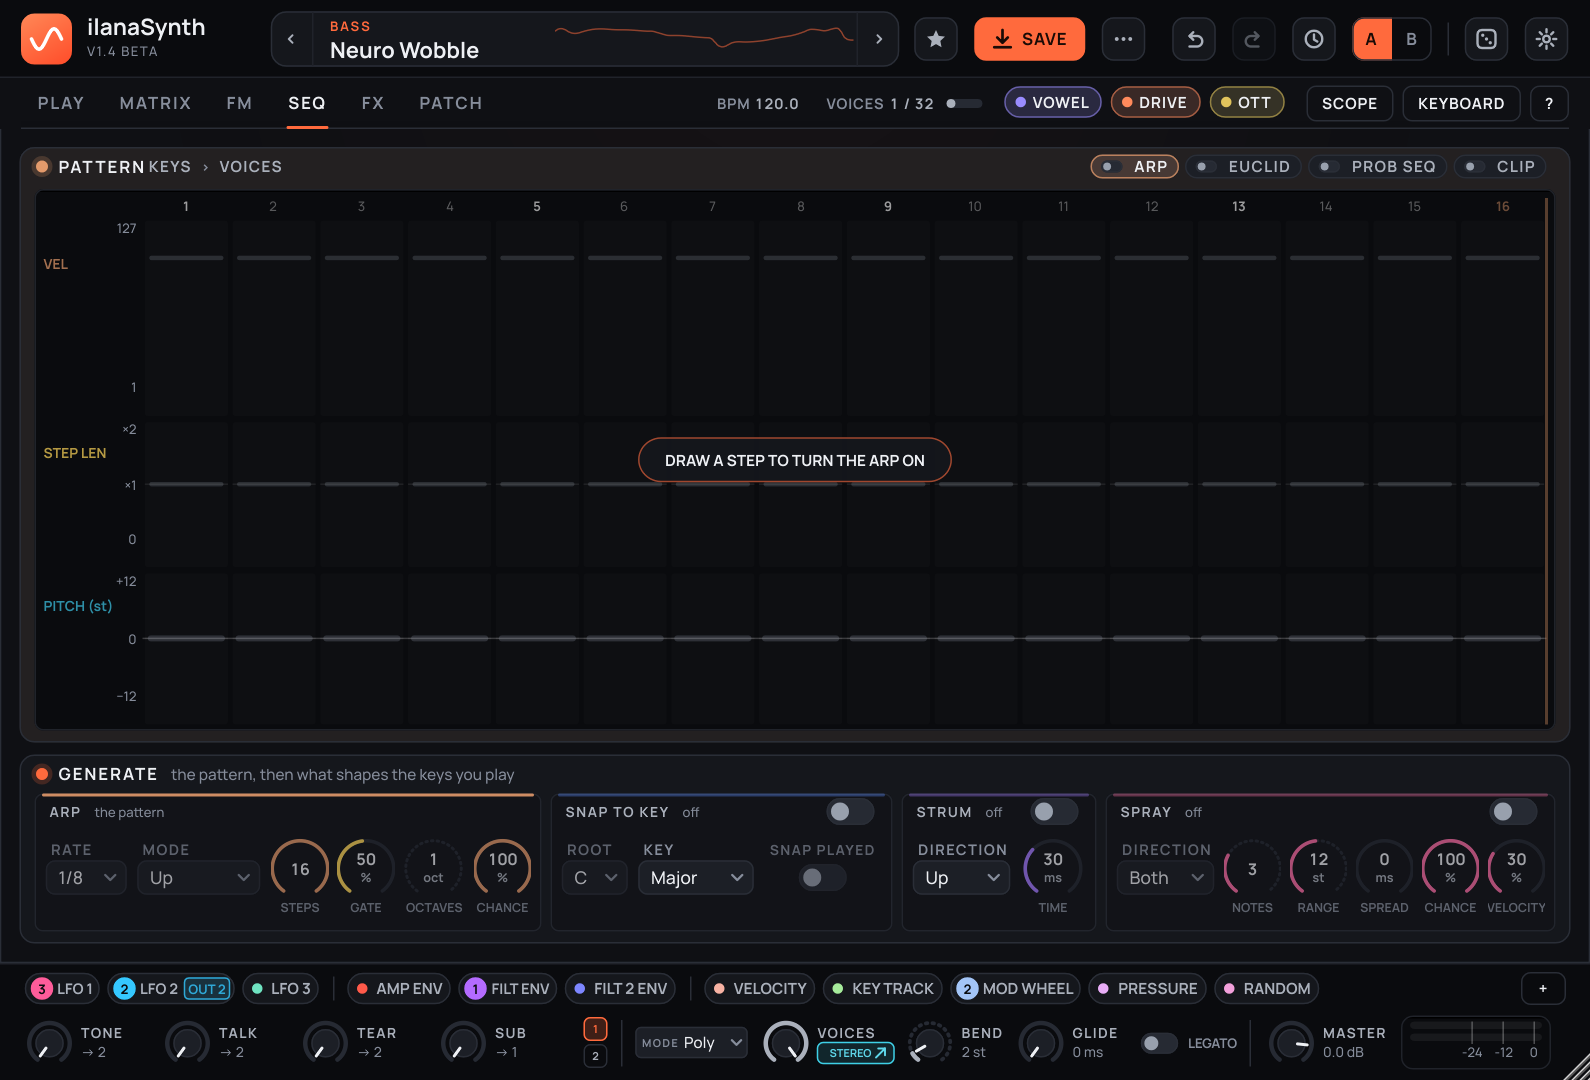 ilanaSynth
V1.4 BETA
BASS
Neuro Wobble
SAVE
A B
PLAY MATRIX FM SEQ FX PATCH
BPM 120.0 VOICES 1 / 32
VOWEL DRIVE OTT
SCOPE KEYBOARD ?
PATTERN KEYS › VOICES
ARP EUCLID PROB SEQ CLIP
1 2 3 4 5 6 7 8 9 10 11 12 13 14 15 16
127
VEL
1
×2
STEP LEN
DRAW A STEP TO TURN THE ARP ON
×1
0
+12
PITCH (st)
0
−12
GENERATE the pattern, then what shapes the keys you play
ARP the pattern
RATE MODE
1/8 Up
16 50 % 1 oct 100 %
STEPS GATE OCTAVES CHANCE
SNAP TO KEY off
ROOT KEY SNAP PLAYED
C Major
STRUM off
DIRECTION
Up 30 ms
TIME
SPRAY off
DIRECTION
Both 3 12 st 0 ms 100 % 30 %
NOTES RANGE SPREAD CHANCE VELOCITY
3 LFO 1 2 LFO 2 OUT 2 LFO 3 AMP ENV 1 FILT ENV FILT 2 ENV VELOCITY KEY TRACK 2 MOD WHEEL PRESSURE RANDOM +
TONE → 2
TALK → 2
TEAR → 2
SUB → 1
1
2
MODE Poly
VOICES
STEREO
BEND
2 st
GLIDE
0 ms
LEGATO
MASTER
0.0 dB
-24 -12 0